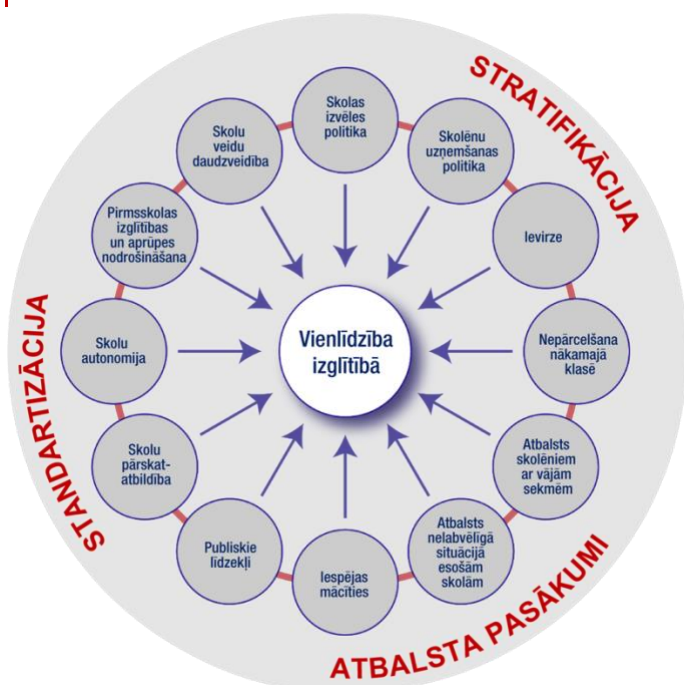 STRATIFIKĀCIJA
STANDARTIZĀCIJA
ATBALSTA PASĀKUMI
Skolas
izvēles
politika
Skolēnu
uzņemšanas
politika
Ievirze
Nepārcelšana
nākamajā
klasē
Atbalsts
skolēniem
ar vājām
sekmēm
Atbalsts
nelabvēlīgā
situācijā
esošām
skolām
Iespējas
mācīties
Publiskie
līdzekļi
Skolu
pārskat-
atbildība
Skolu
autonomija
Pirmsskolas
izglītības
un aprūpes
nodrošināšana
Skolu
veidu
daudzveidība
Vienlīdzība
izglītībā